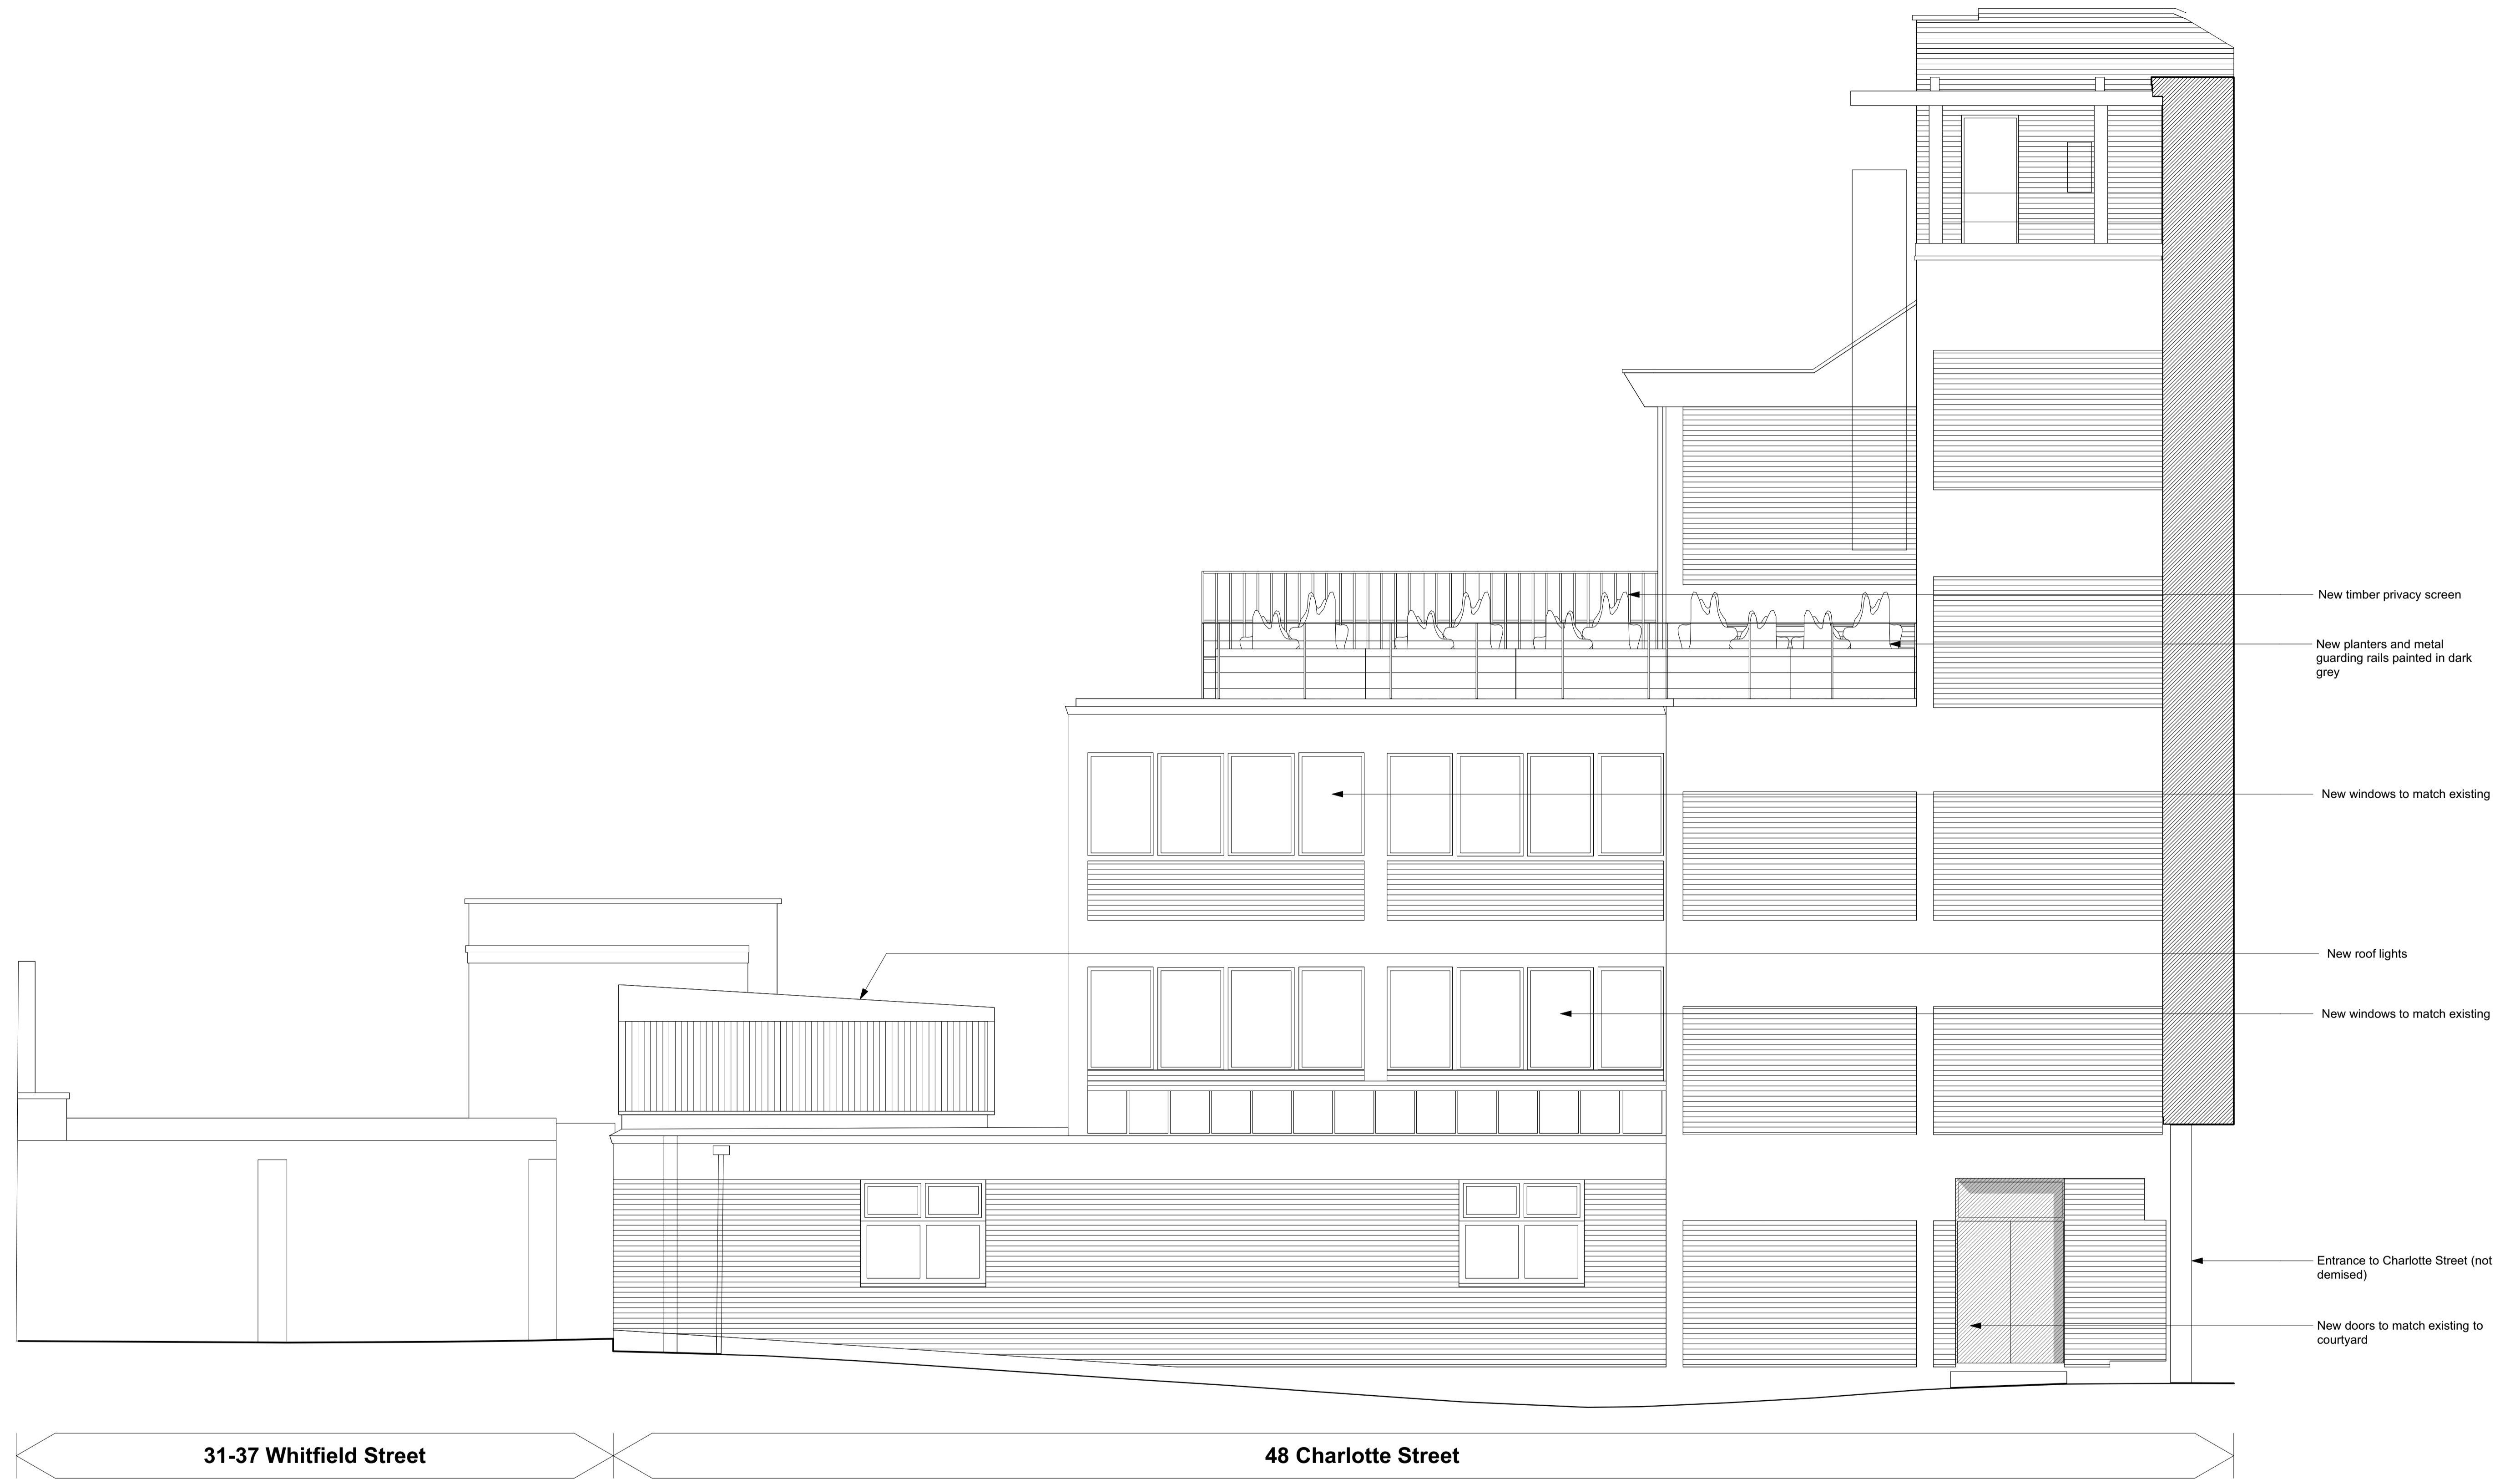 New timber privacy screen
New planters and metal
guarding rails painted in dark
grey
New windows to match existing
New roof lights
New windows to match existing
Entrance to Charlotte Street (not
demised)
New doors to match existing to
courtyard
31-37 Whitfield Street
48 Charlotte Street